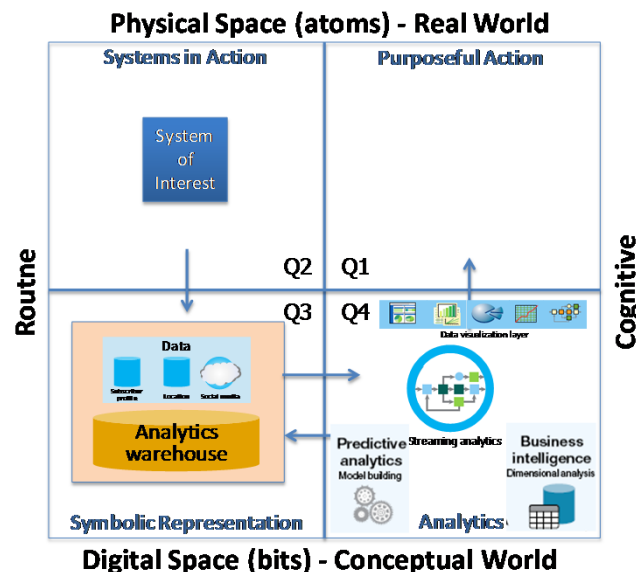 Physical Space (atoms) - Real World
Systems in Action
Purposeful Action
System
of
Interest
Routne
Cognitive
Q2
Q1
Q3
Q4
Data
Subscriber
profile
Location
Social media
Analytics
warehouse
Data visualization layer
Streaming analytics
Predictive
analytics
Model building
Business
intelligence
Dimensional analysis
Symbolic Representation
Analytics
Digital Space (bits) - Conceptual World